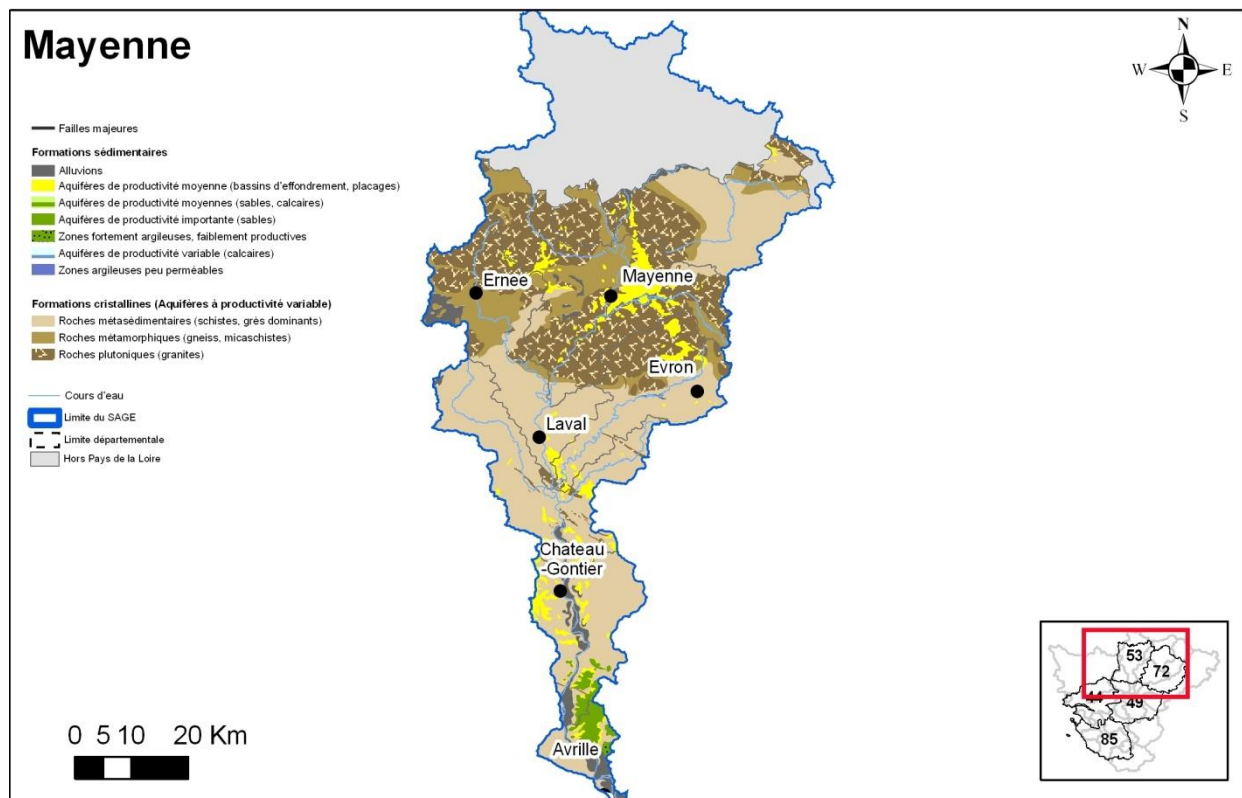 Mayenne
N
W
E
S
Failles majeures
Formations sédimentaires
Alluvions
Aquifères de productivité moyenne (bassins d'effondrement, placages)
Aquifères de productivité moyennes (sables, calcaires)
Aquifères de productivité importante (sables)
Zones fortement argileuses, faiblement productives
Aquifères de productivité variable (calcaires)
Zones argileuses peu perméables
Formations cristallines (Aquifères à productivité variable)
Roches métasédimentaires (schistes, grès dominants)
Roches métamorphiques (gneiss, micaschistes)
Roches plutoniques (granites)
Cours d'eau
Limite du SAGE
Limite départementale
Hors Pays de la Loire
Ernee
Mayenne
Evron
Laval
Chateau
-Gontier
Avrille
0 5 10 20 Km
53
72
44
49
85